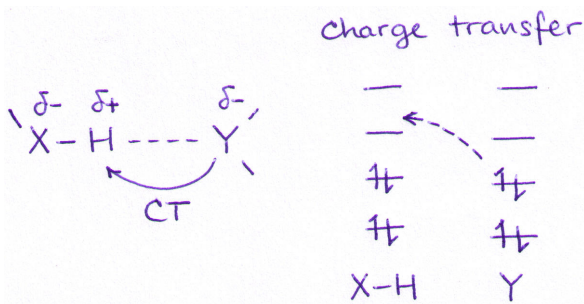 charge transfer
δ- δ+ δ-
X-H ---- Y
CT
X-H Y